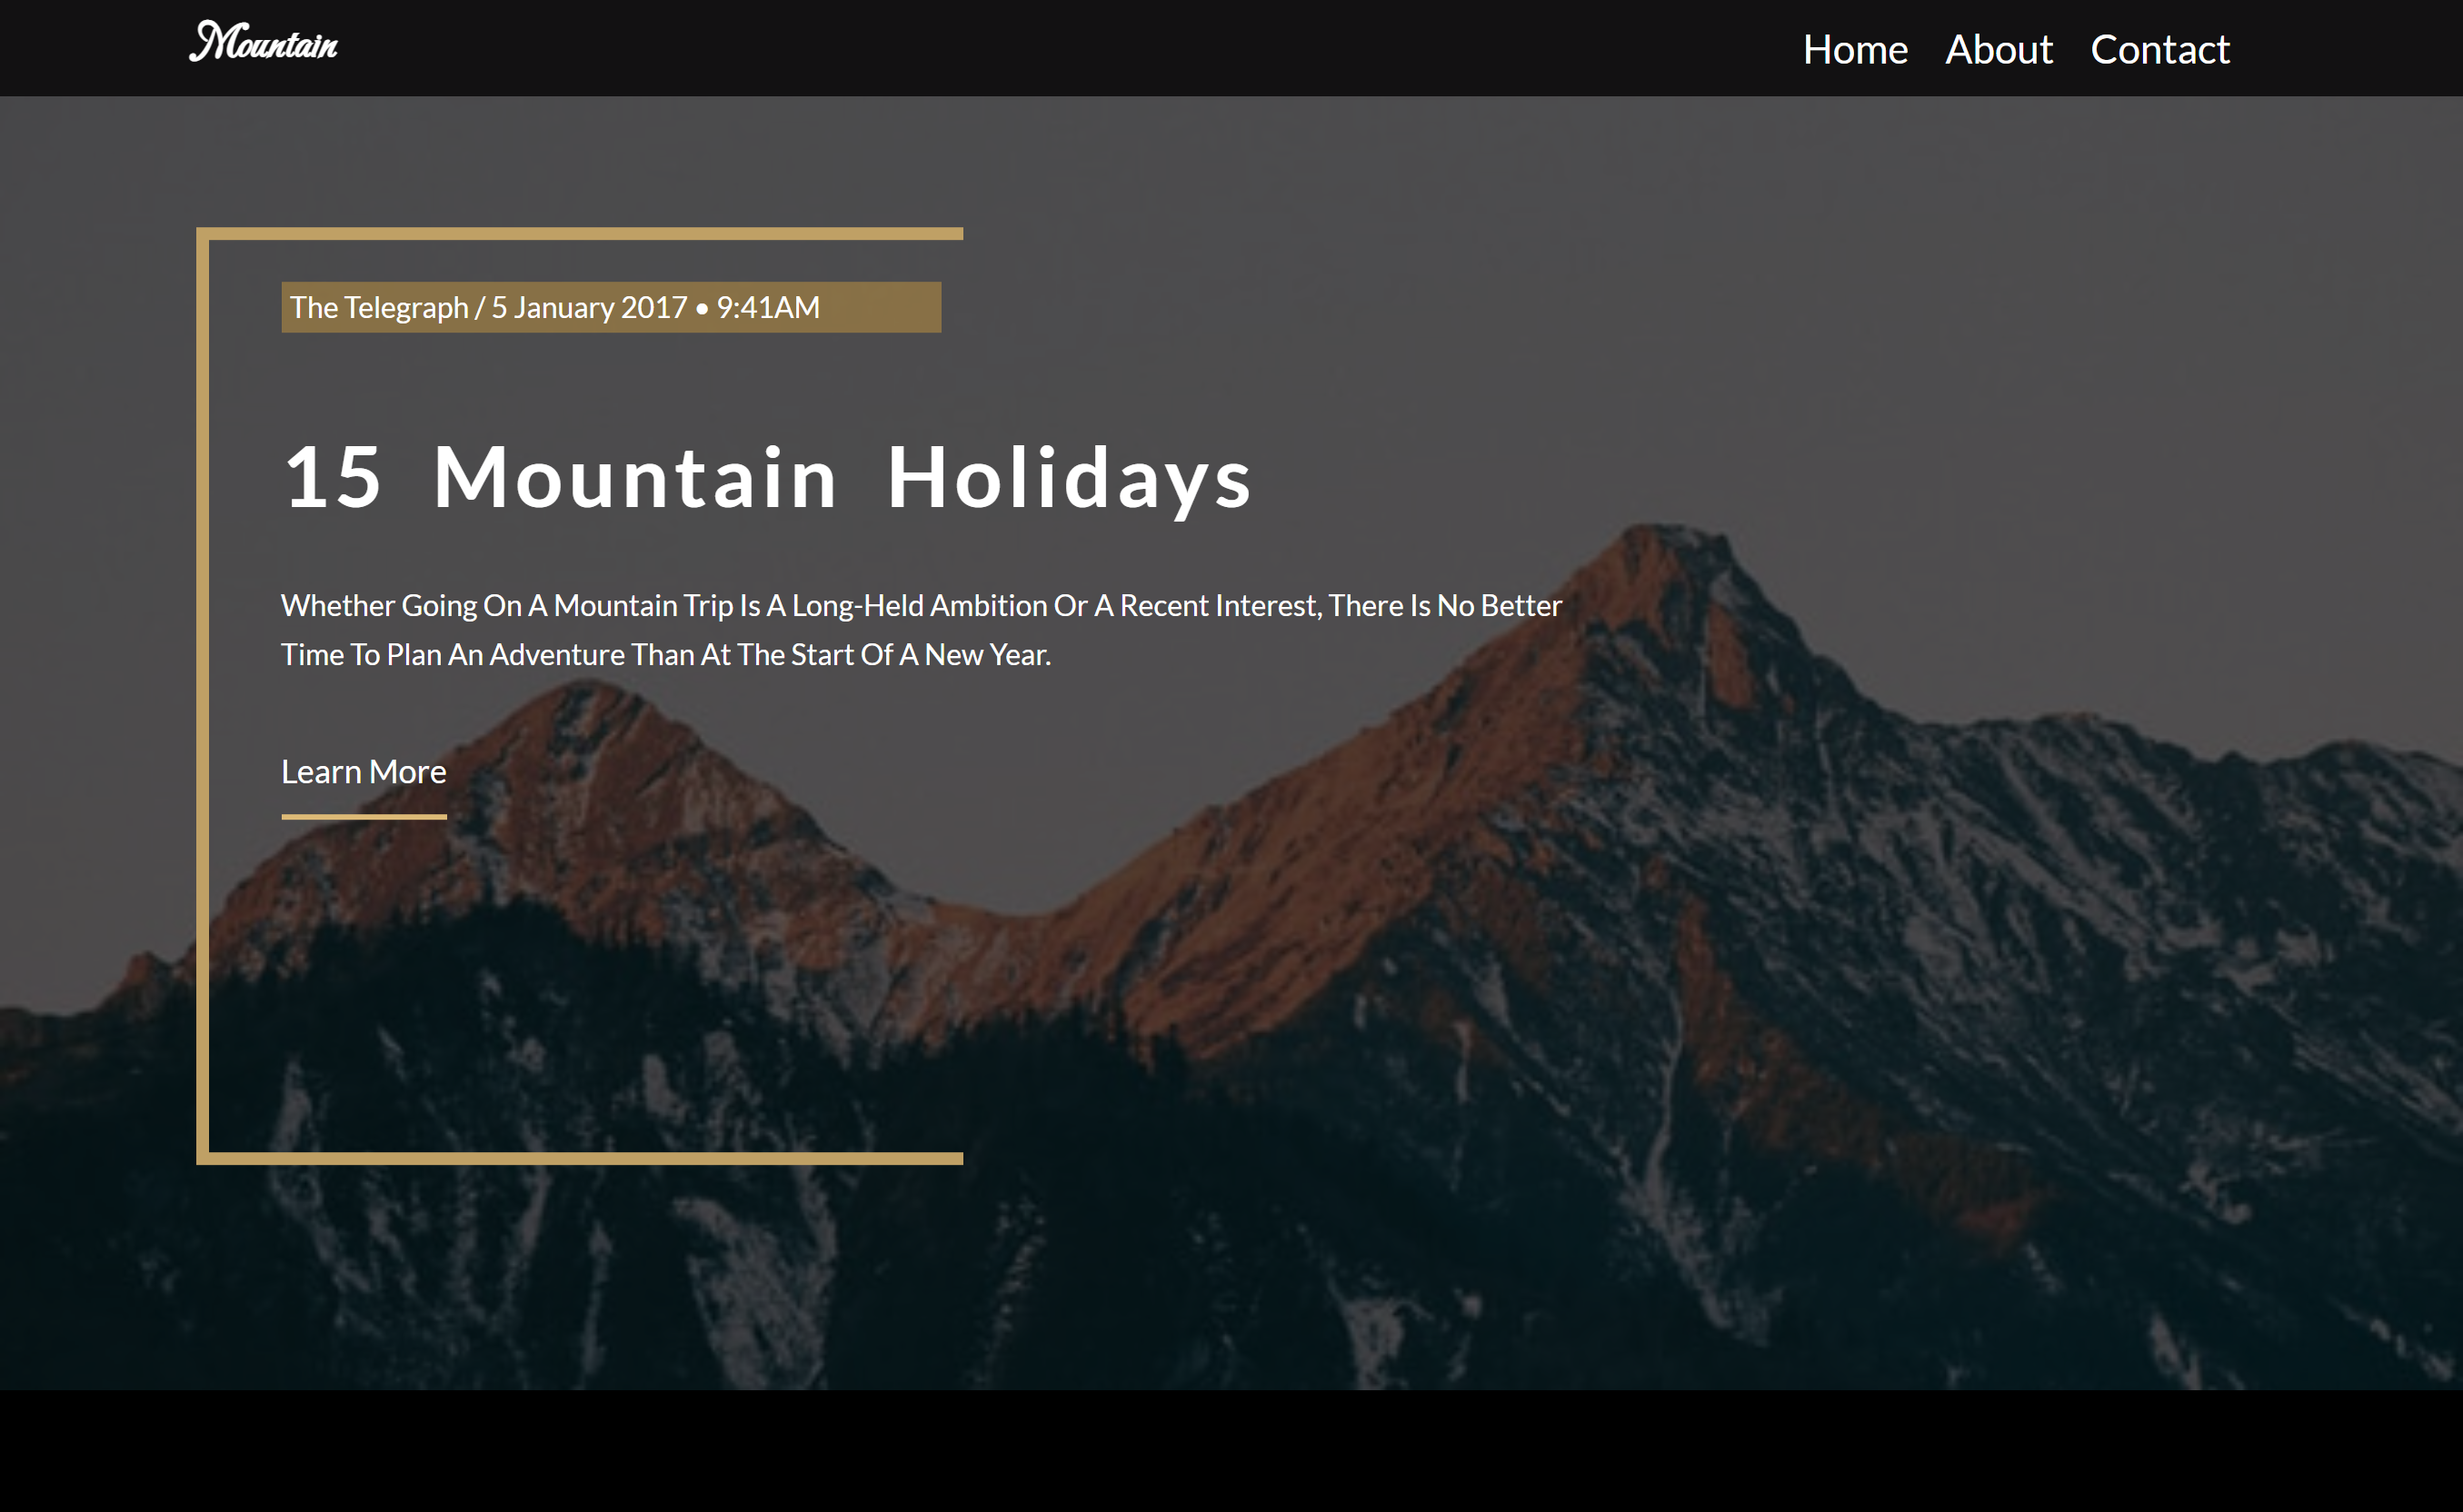 Mountain
Home About Contact
The Telegraph / 5 January 2017 • 9:41AM
15 Mountain Holidays
Whether Going On A Mountain Trip Is A Long-Held Ambition Or A Recent Interest, There Is No Better
Time To Plan An Adventure Than At The Start Of A New Year.
Learn More